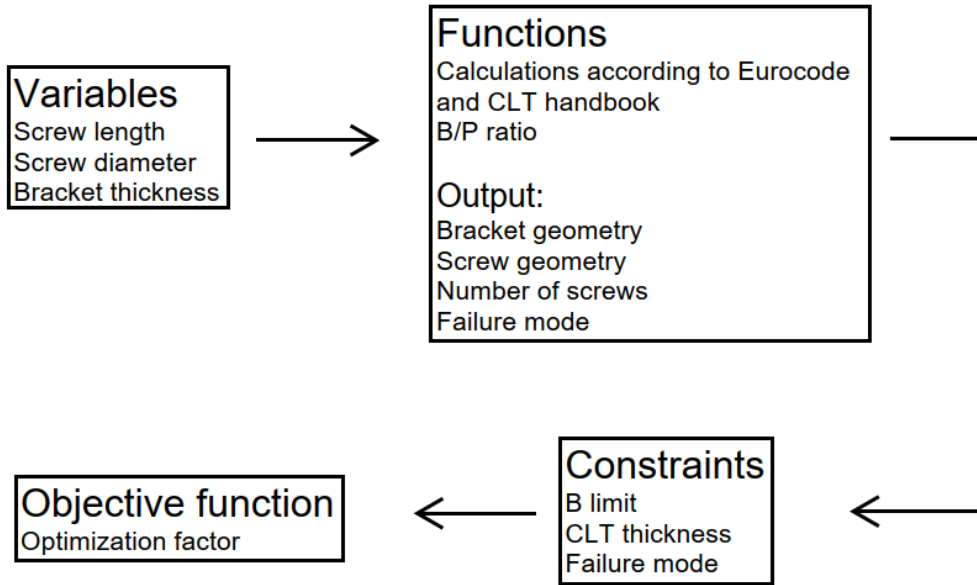 Variables
Screw length
Screw diameter
Bracket thickness
Functions
Calculations according to Eurocode
and CLT handbook
B/P ratio
Output:
Bracket geometry
Screw geometry
Number of screws
Failure mode
Constraints
B limit
CLT thickness
Failure mode
Objective function
Optimization factor